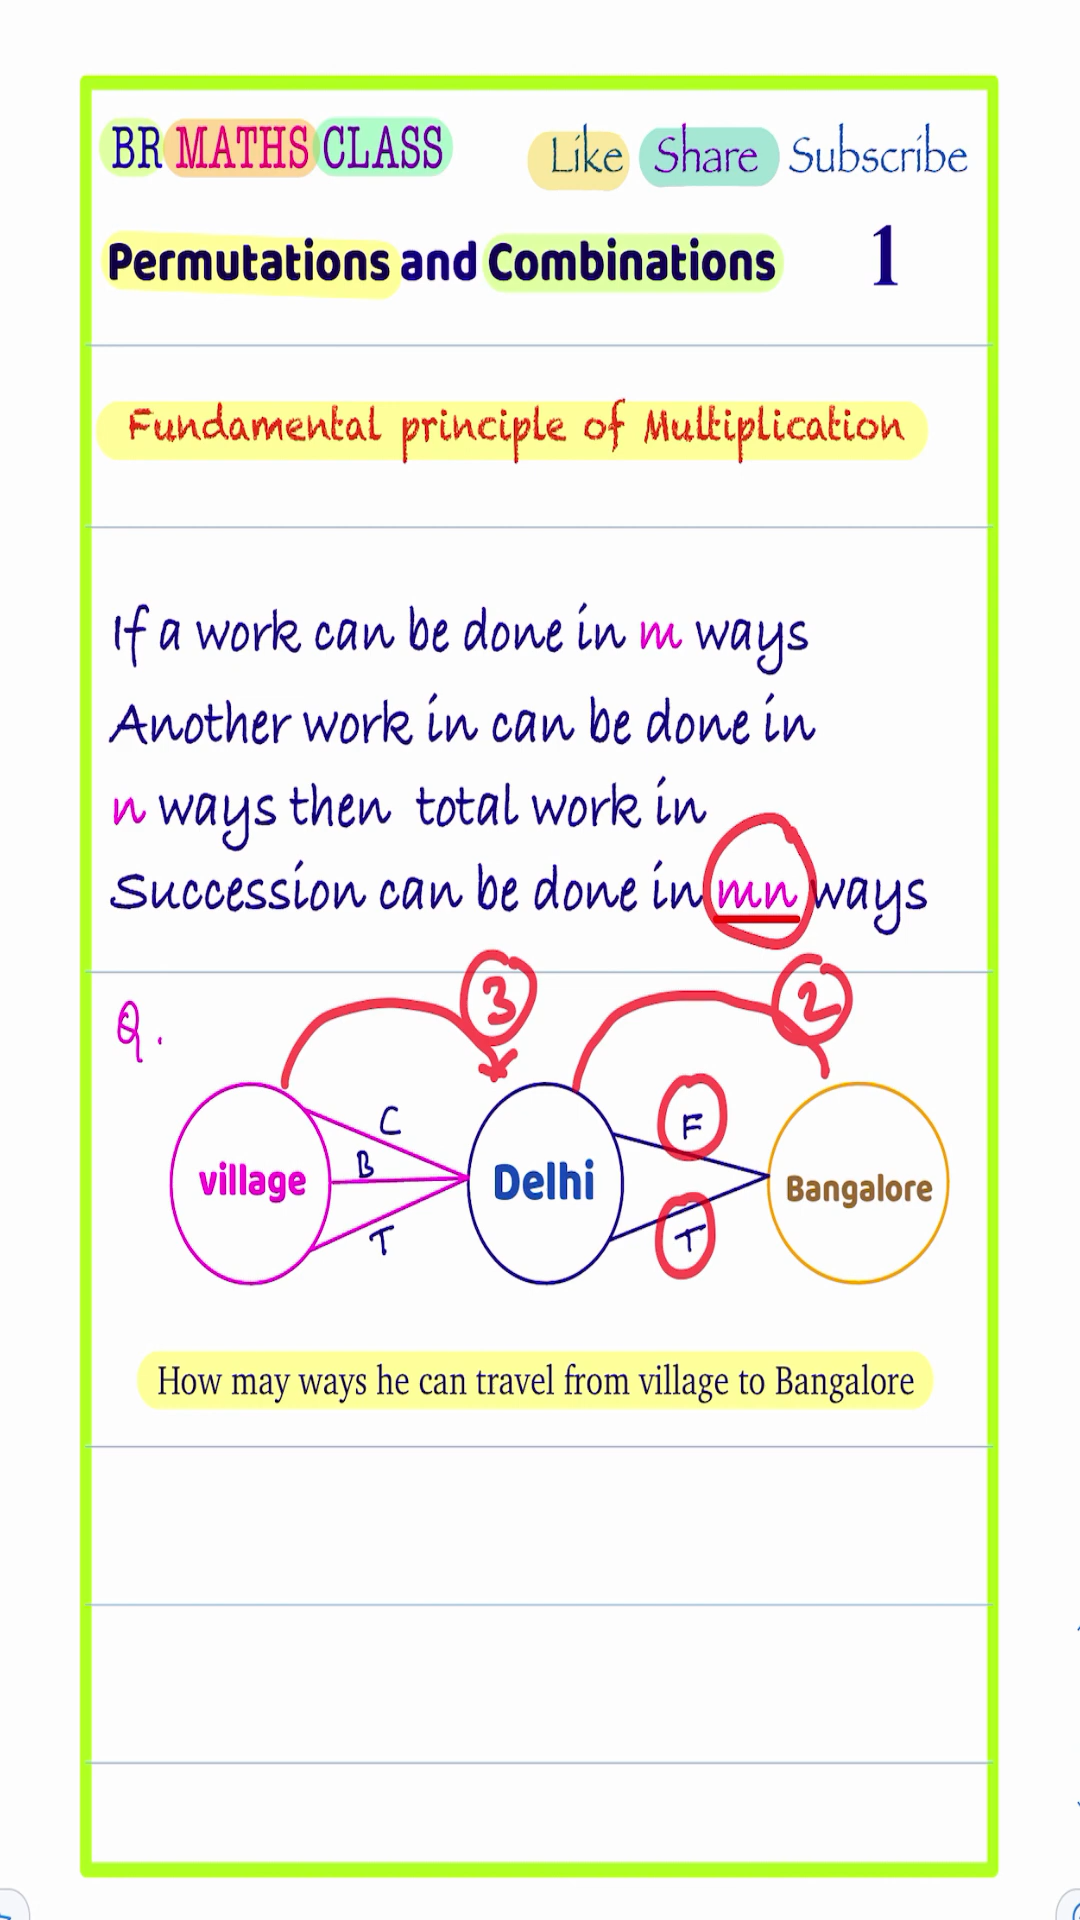 BR MATHS CLASS Like Share Subscribe
Permutations and Combinations 1
Fundamental principle of Multiplication
If a work can be done in m ways
Another work in can be done in
n ways then total work in
Succession can be done in mn ways
Q.
3 2
C F
B
village Delhi Bangalore
T T
How may ways he can travel from village to Bangalore